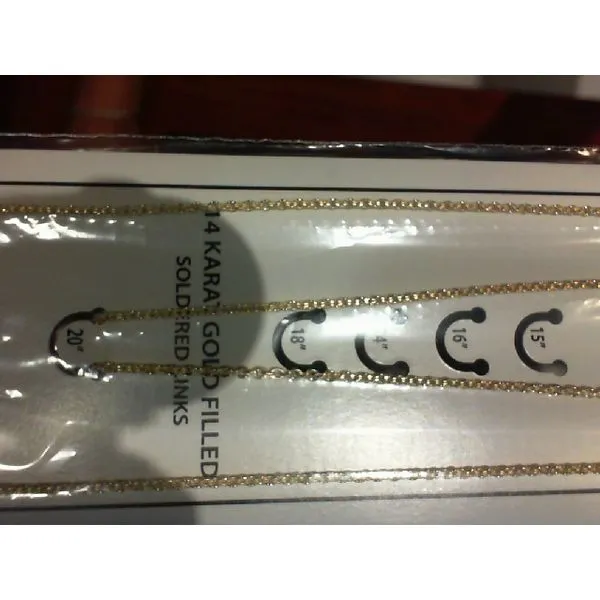 14 KARAT GOLD FILLED
SOLDERED LINKS
20"
18"
16"
15"